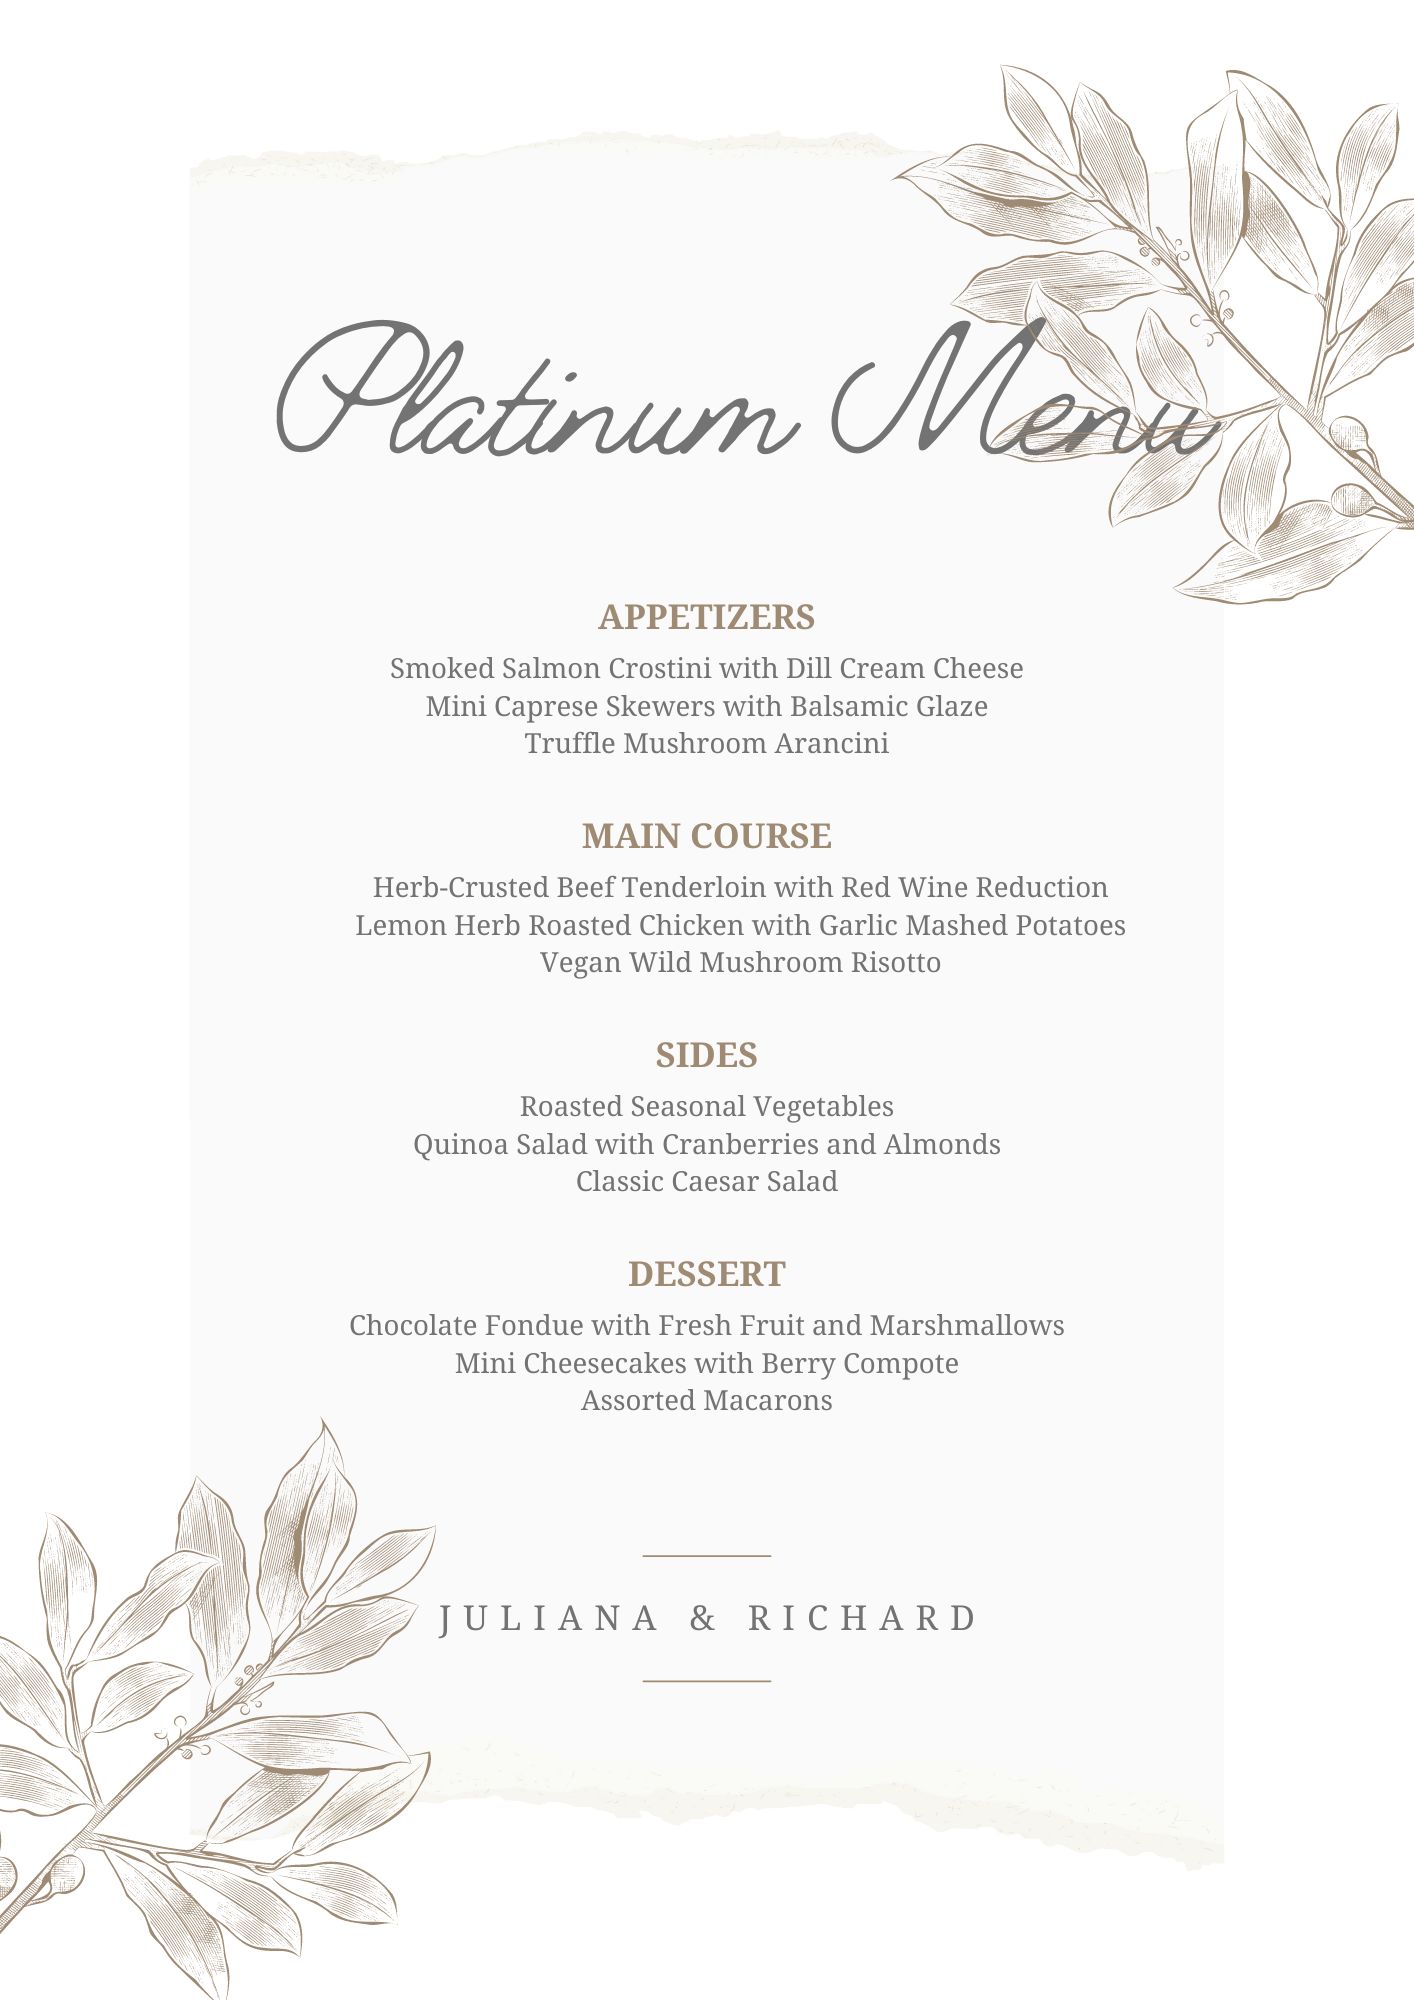 Platinum Menu
APPETIZERS
Smoked Salmon Crostini with Dill Cream Cheese
Mini Caprese Skewers with Balsamic Glaze
Truffle Mushroom Arancini
MAIN COURSE
Herb-Crusted Beef Tenderloin with Red Wine Reduction
Lemon Herb Roasted Chicken with Garlic Mashed Potatoes
Vegan Wild Mushroom Risotto
SIDES
Roasted Seasonal Vegetables
Quinoa Salad with Cranberries and Almonds
Classic Caesar Salad
DESSERT
Chocolate Fondue with Fresh Fruit and Marshmallows
Mini Cheesecakes with Berry Compote
Assorted Macarons
JULIANA & RICHARD